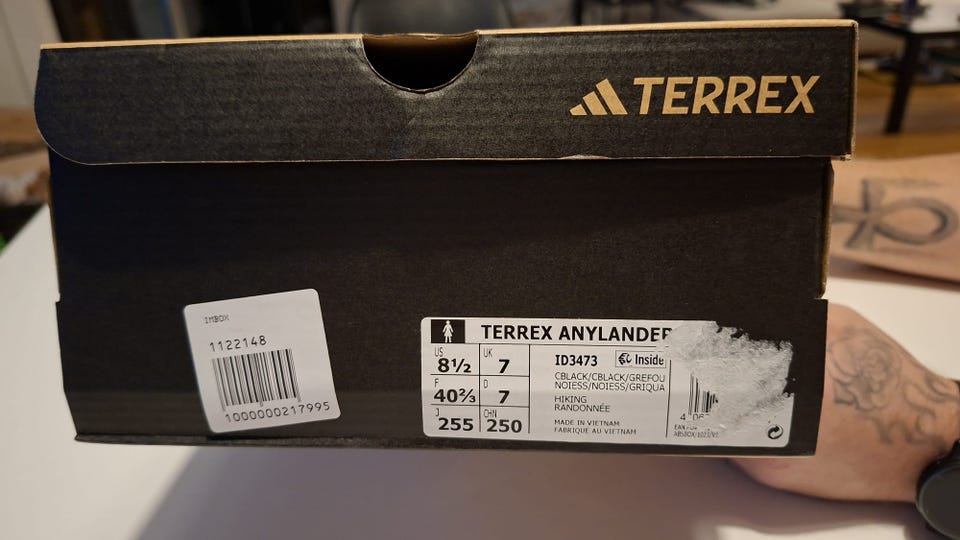 TERREX
IMBOX
1122148
1000000217995
TERREX ANYLANDER
US 8½ UK 7
F 40⅔ D 7
J 255 CHN 250
ID3473
Inside
CBLACK/CBLACK/GREFOU
NOIESS/NOIESS/GRIQUA
HIKING
RANDONNÉE
MADE IN VIETNAM
FABRIQUÉ AU VIETNAM